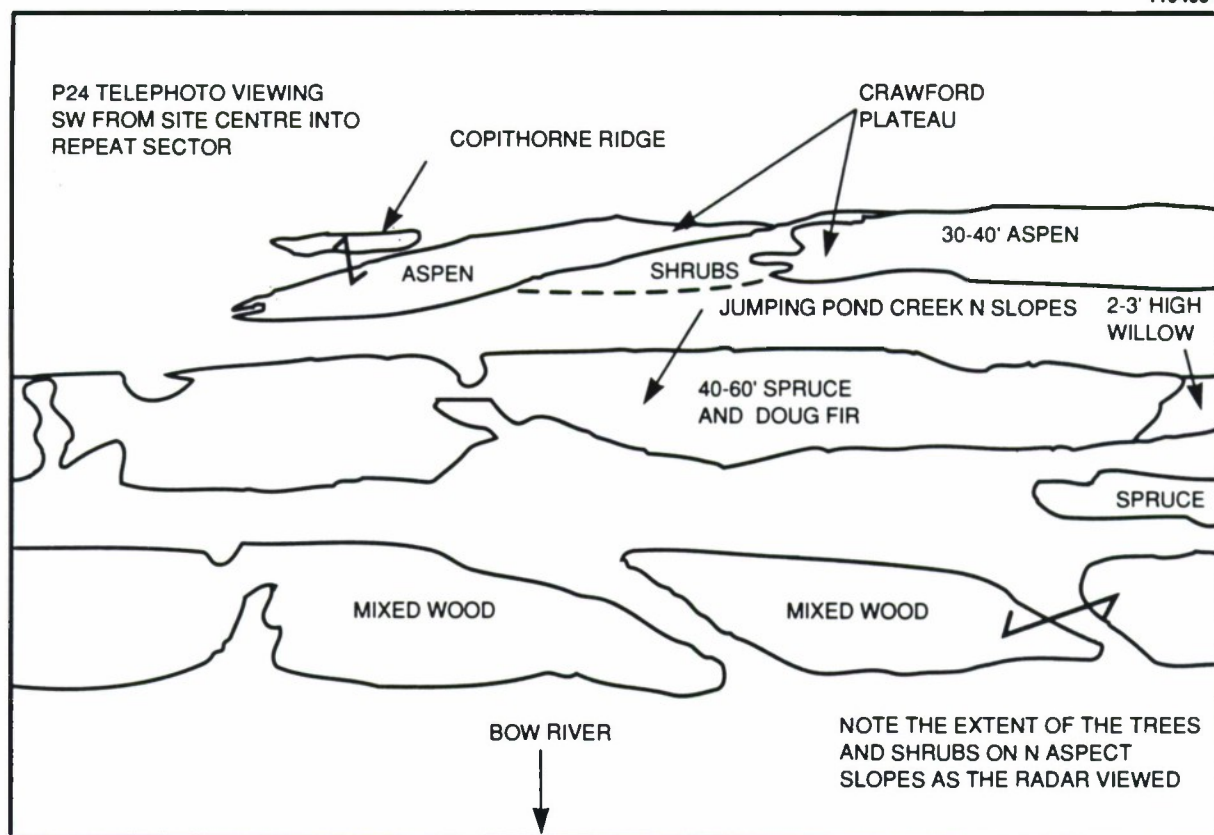 P24 TELEPHOTO VIEWING
SW FROM SITE CENTRE INTO
REPEAT SECTOR
COPITHORNE RIDGE
CRAWFORD
PLATEAU
30-40' ASPEN
ASPEN
SHRUBS
JUMPING POND CREEK N SLOPES
2-3' HIGH
WILLOW
40-60' SPRUCE
AND DOUG FIR
SPRUCE
MIXED WOOD
MIXED WOOD
BOW RIVER
NOTE THE EXTENT OF THE TREES
AND SHRUBS ON N ASPECT
SLOPES AS THE RADAR VIEWED